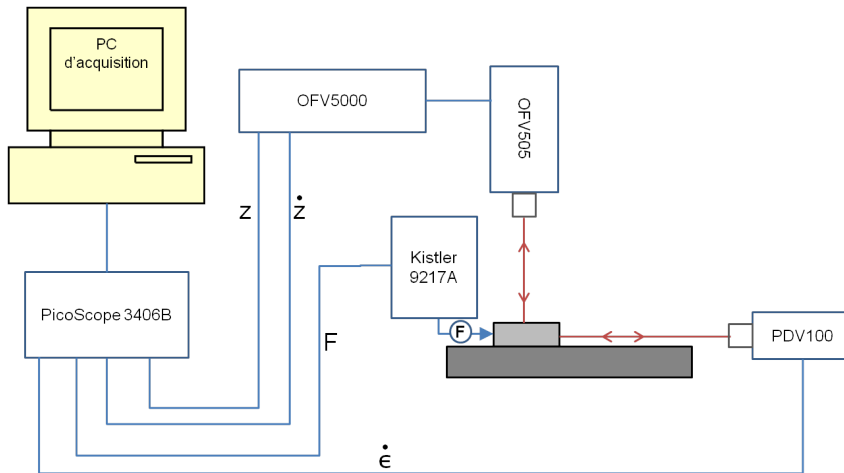 PC
d'acquisition
OFV5000
OFV505
z
ż
Kistler
9217A
PicoScope 3406B
F
F
PDV100
ϵ̇